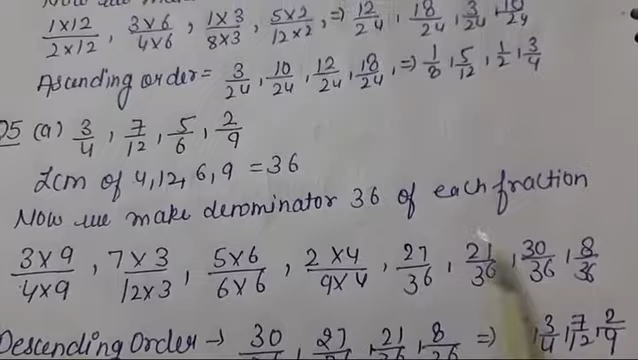 1×12/2×12, 3×6/4×6, 1×3/8×3, 5×2/12×2, ⇒ 12/24, 18/24, 3/24, 10/24
Ascending order = 3/24, 10/24, 12/24, 18/24, ⇒ 1/8, 5/12, 1/2, 3/4
Q5 (a) 3/4, 7/12, 5/6, 2/9
Lcm of 4,12,6,9 = 36
Now we make denominator 36 of each fraction
3×9/4×9, 7×3/12×3, 5×6/6×6, 2×4/9×4, 27/36, 21/36, 30/36, 8/36
Descending Order → 30, 27, 21, 8 ⇒ , 3/4, 7/12, 2/9